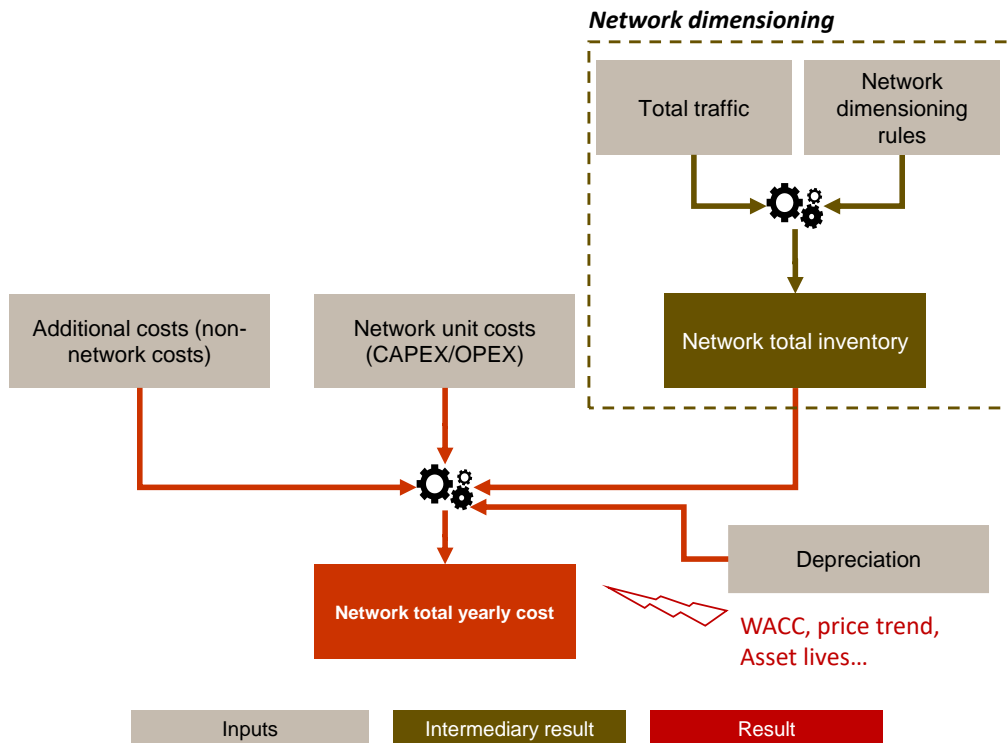 Network dimensioning
Total traffic
Network
dimensioning
rules
Additional costs (non-
network costs)
Network unit costs
(CAPEX/OPEX)
Network total inventory
Depreciation
Network total yearly cost
WACC, price trend,
Asset lives…
Inputs
Intermediary result
Result